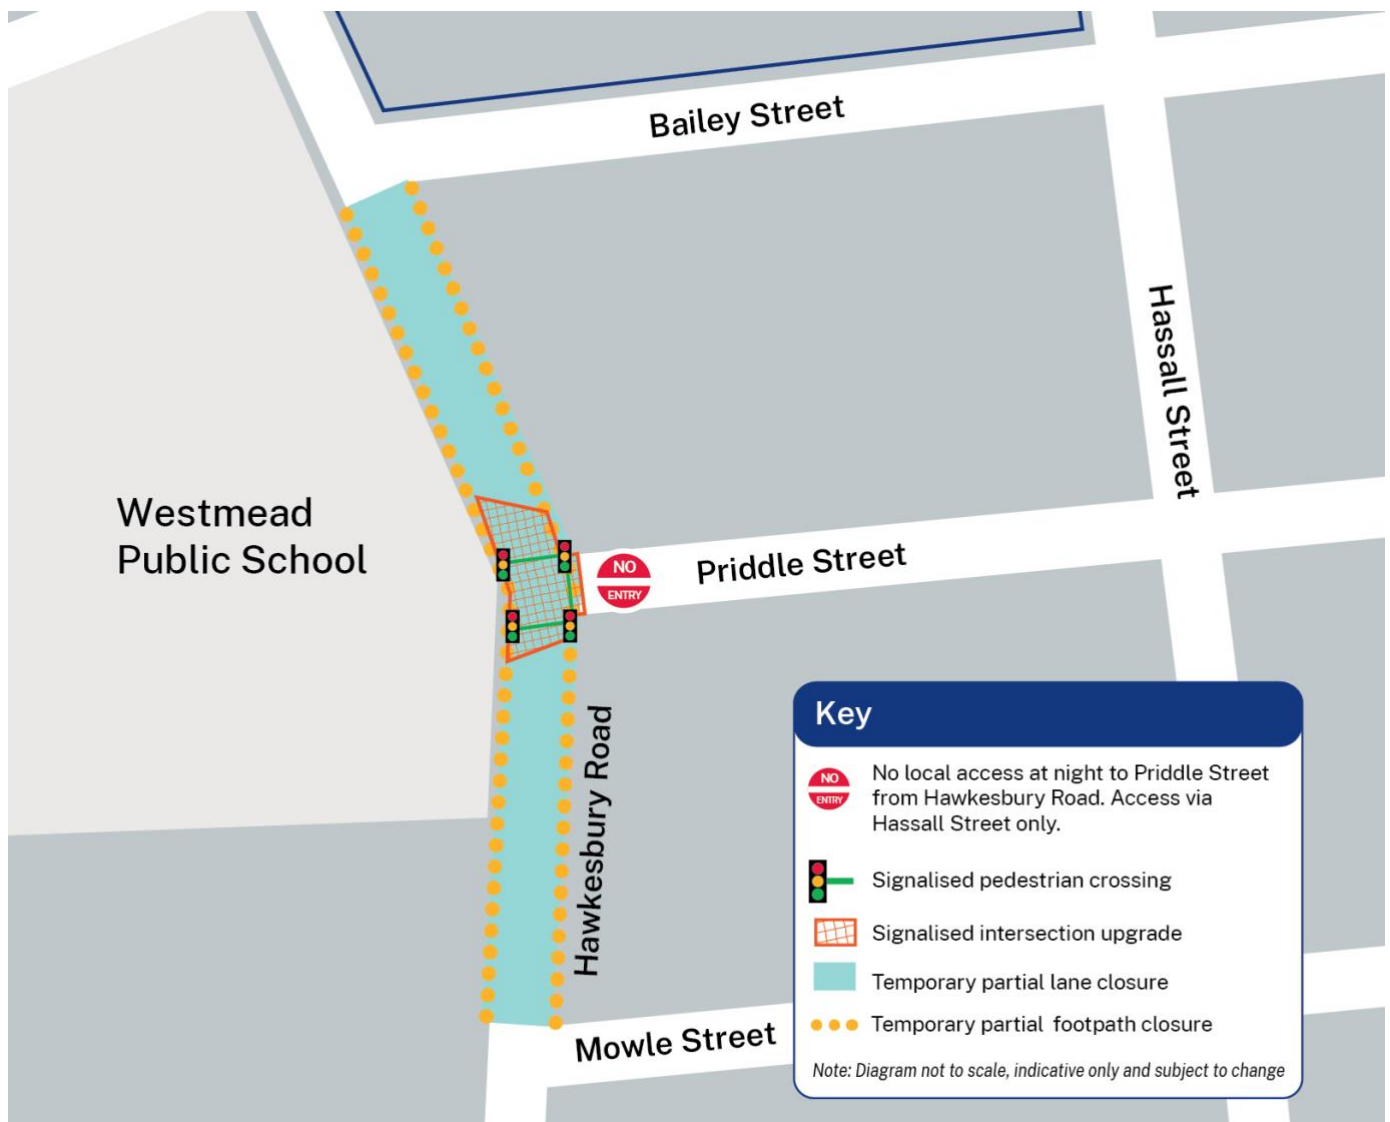 Bailey Street
Hassall Street
Westmead
Public School
NO
ENTRY
Priddle Street
Hawkesbury Road
Mowle Street
Key
NO
ENTRY
No local access at night to Priddle Street
from Hawkesbury Road. Access via
Hassall Street only.
Signalised pedestrian crossing
Signalised intersection upgrade
Temporary partial lane closure
Temporary partial footpath closure
Note: Diagram not to scale, indicative only and subject to change